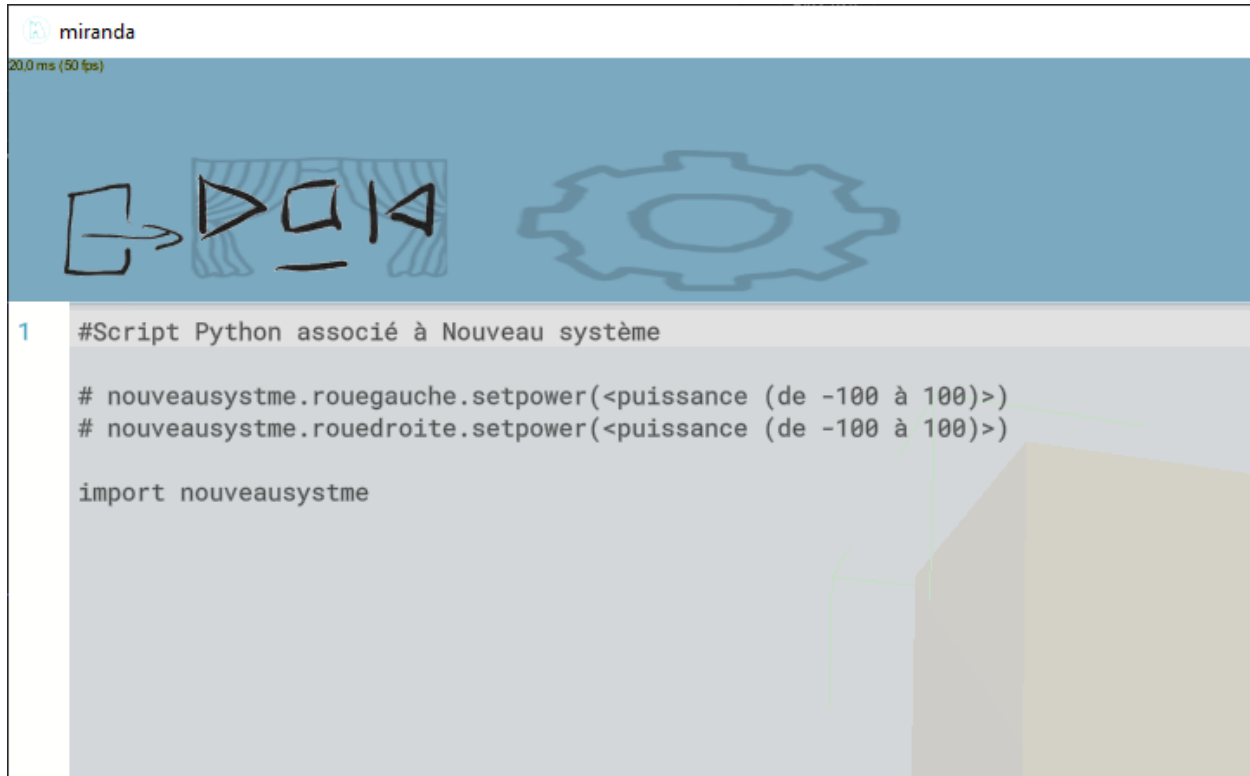 miranda
20,0 ms (50 fps)
1 #Script Python associé à Nouveau système
# nouveausystme.rouegauche.setpower(<puissance (de -100 à 100)>)
# nouveausystme.rouedroite.setpower(<puissance (de -100 à 100)>)
import nouveausystme